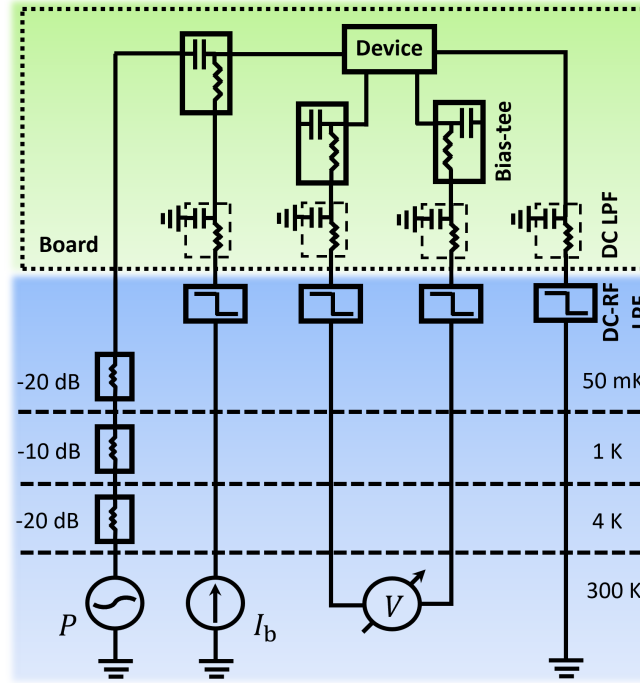 Device
Bias-tee
Board
DC LPF
DC-RF
LPF
-20 dB
50 mK
-10 dB
1 K
-20 dB
4 K
300 K
P
I_b
V